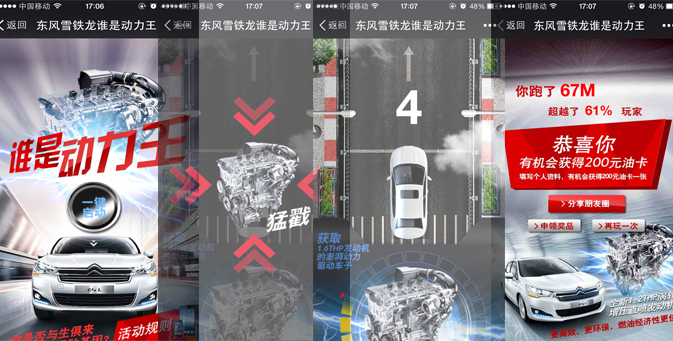 中国移动
17:06
返回
东风雪铁龙谁是动力王
谁是动力王
一键
启动
C4L
你是否与生俱来
活动规则
中国移动
17:07
返回
东风雪铁龙谁是动力王
猛戳
中国移动
17:07
48%
返回
东风雪铁龙谁是动力王
4
获取
1.6THP发动机
的澎湃动力
驱动车子
中国移动
17:07
48%
返回
东风雪铁龙谁是动力王
你跑了 67M
超越了 61% 玩家
恭喜你
有机会获得200元油卡
填写个人资料,有机会获得200元油卡一张
分享朋友圈
申领奖品
再玩一次
全新1.2THP涡轮
增压直喷发动机
更高效、更环保、燃油经济性更佳